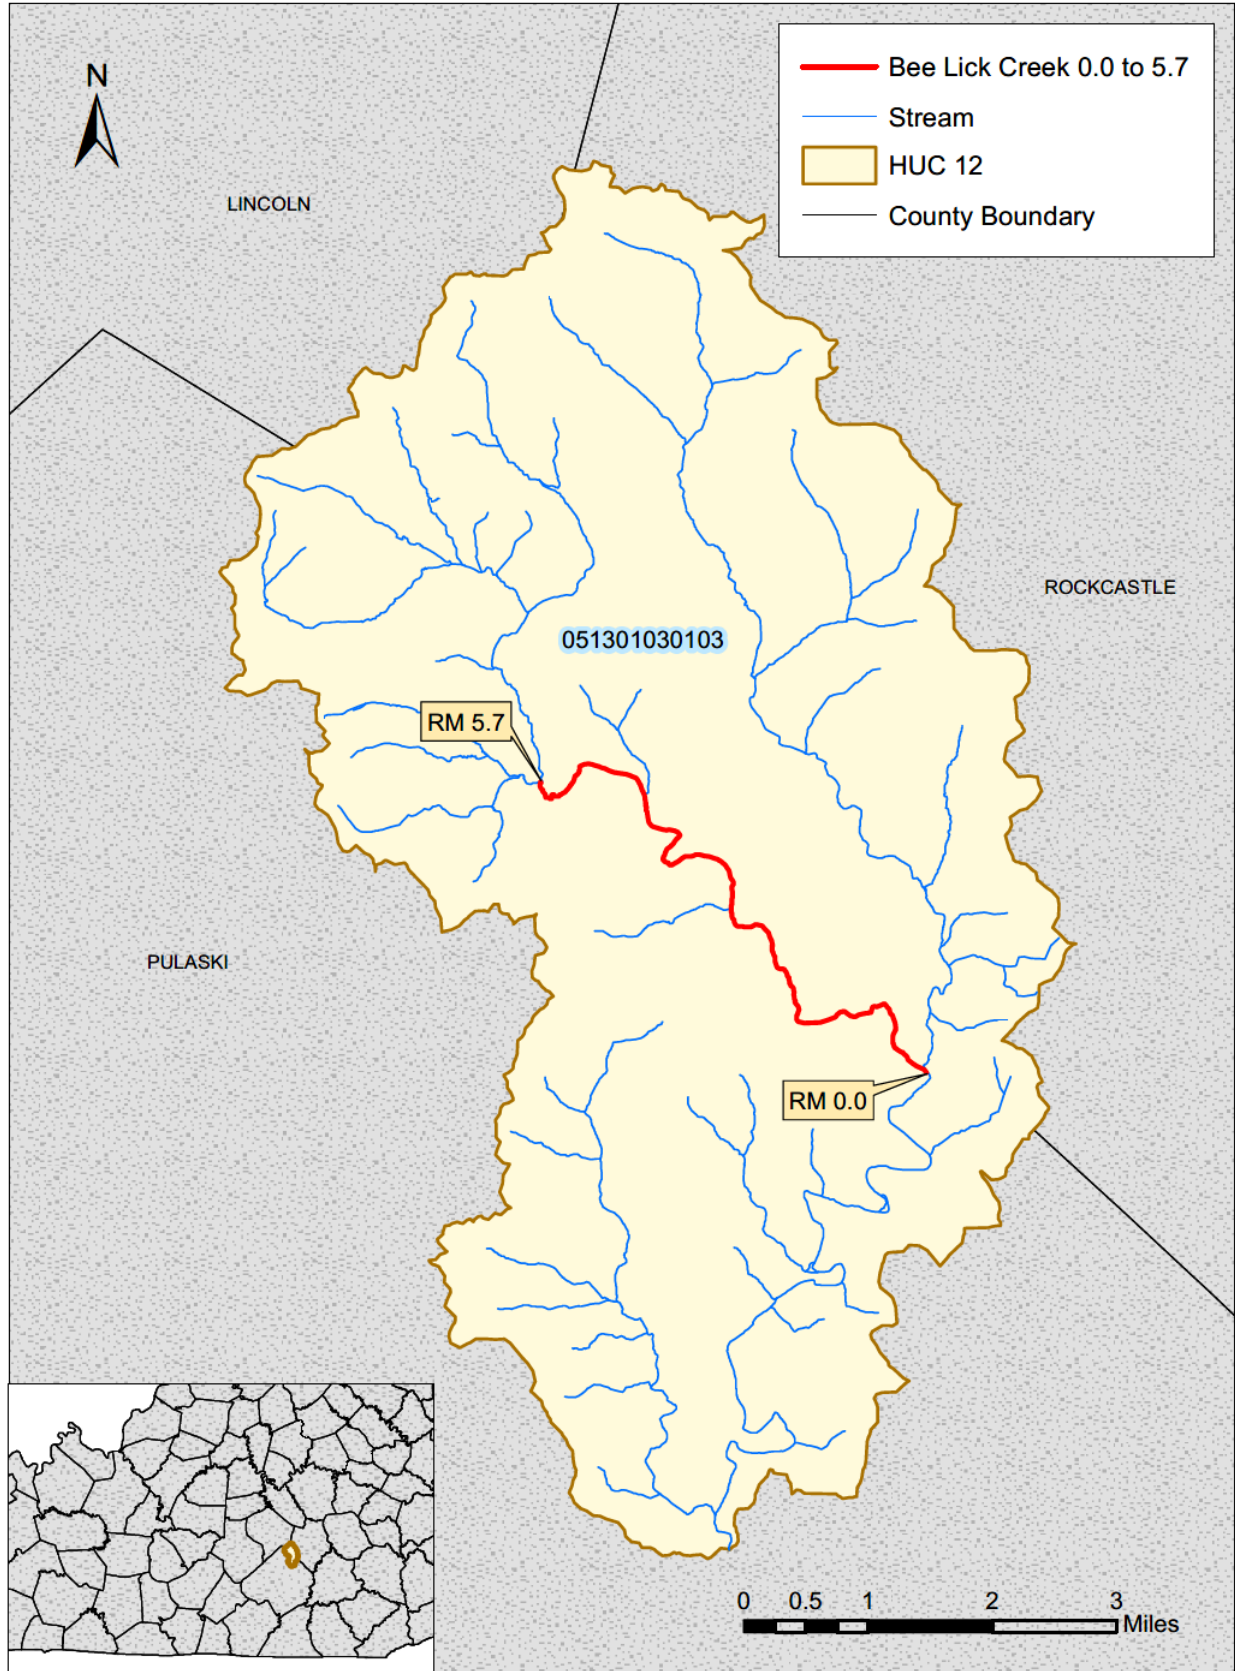 N
Bee Lick Creek 0.0 to 5.7
Stream
HUC 12
County Boundary
LINCOLN
ROCKCASTLE
051301030103
RM 5.7
PULASKI
RM 0.0
0 0.5 1 2 3
Miles